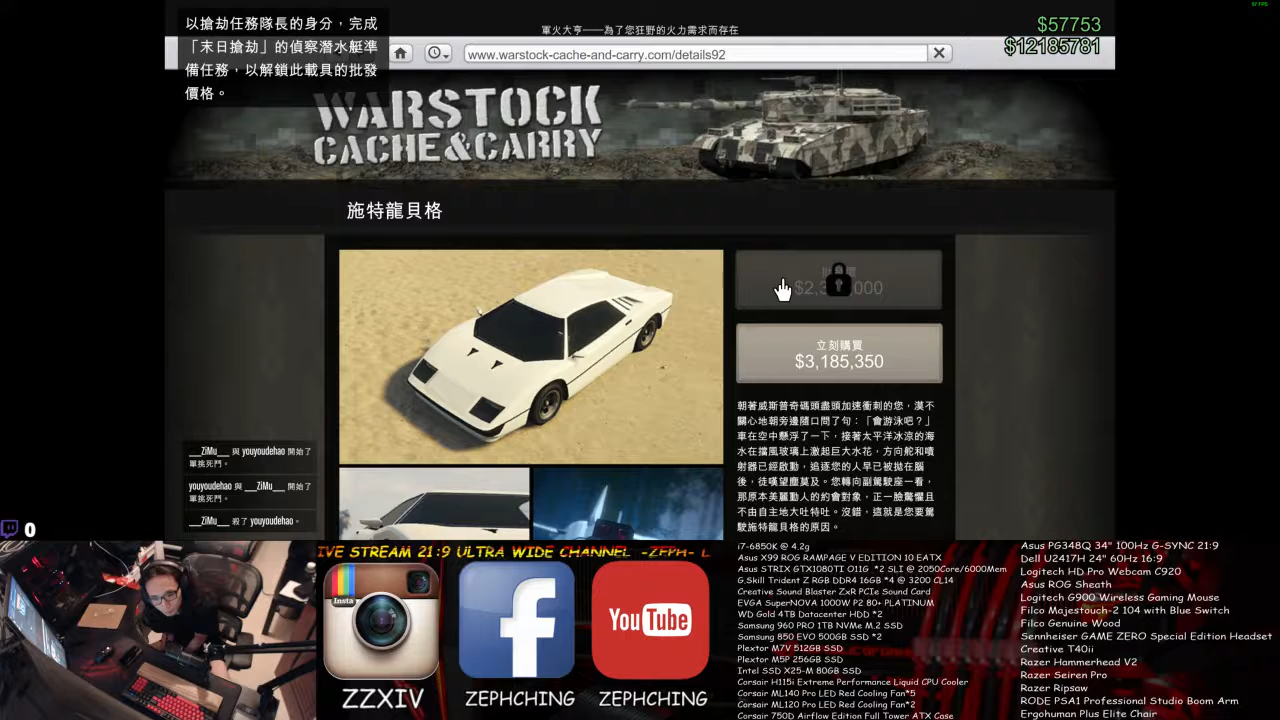 97 FPS
以搶劫任務隊長的身分，完成
「末日搶劫」的偵察潛水艇準
備任務，以解鎖此載具的批發
價格。
軍火大亨——為了您狂野的火力需求而存在
$57753
$12185781
www.warstock-cache-and-carry.com/details92
WARSTOCK
CACHE&CARRY
施特龍貝格
立刻購買
$3,185,350
朝著威斯普奇碼頭盡頭加速衝刺的您，漠不
關心地朝旁邊隨口問了句：「會游泳吧？」
車在空中懸浮了一下，接著太平洋冰涼的海
水在擋風玻璃上激起巨大水花，方向舵和噴
射器已經啟動，追逐您的人早已被拋在腦
後，徒嘆望塵莫及。您轉向副駕駛座一看，
那原本美麗動人的約會對象，正一臉驚懼且
不由自主地大吐特吐。沒錯，這就是您要駕
駛施特龍貝格的原因。
___ZiMu___ 與 youyoudehao 開始了
單挑死鬥。
youyoudehao 與 ___ZiMu___ 開始了
單挑死鬥。
___ZiMu___ 殺了 youyoudehao。
0
IVE STREAM 21:9 ULTRA WIDE CHANNEL -ZEPH- L
Insta
You Tube
ZZXIV
ZEPHCHING
ZEPHCHING
i7-6850K @ 4.2g
Asus X99 ROG RAMPAGE V EDITION 10 EATX
Asus STRIX GTX1080TI O11G *2 SLI @ 2050Core/6000Mem
G.Skill Trident Z RGB DDR4 16GB *4 @ 3200 CL14
Creative Sound Blaster ZxR PCIe Sound Card
EVGA SuperNOVA 1000W P2 80+ PLATINUM
WD Gold 4TB Datacenter HDD *2
Samsung 960 PRO 1TB NVMe M.2 SSD
Samsung 850 EVO 500GB SSD *2
Plextor M7V 512GB SSD
Plextor M5P 256GB SSD
Intel SSD X25-M 80GB SSD
Corsair H115i Extreme Performance Liquid CPU Cooler
Corsair ML140 Pro LED Red Cooling Fan*5
Corsair ML120 Pro LED Red Cooling Fan*2
Corsair 750D Airflow Edition Full Tower ATX Case
Asus PG348Q 34" 100Hz G-SYNC 21:9
Dell U2417H 24" 60Hz 16:9
Logitech HD Pro Webcam C920
Asus ROG Sheath
Logitech G900 Wireless Gaming Mouse
Filco Majestouch-2 104 with Blue Switch
Filco Genuine Wood
Sennheiser GAME ZERO Special Edition Headset
Creative T40ii
Razer Hammerhead V2
Razer Seiren Pro
Razer Ripsaw
RODE PSA1 Professional Studio Boom Arm
Ergohuman Plus Elite Chair